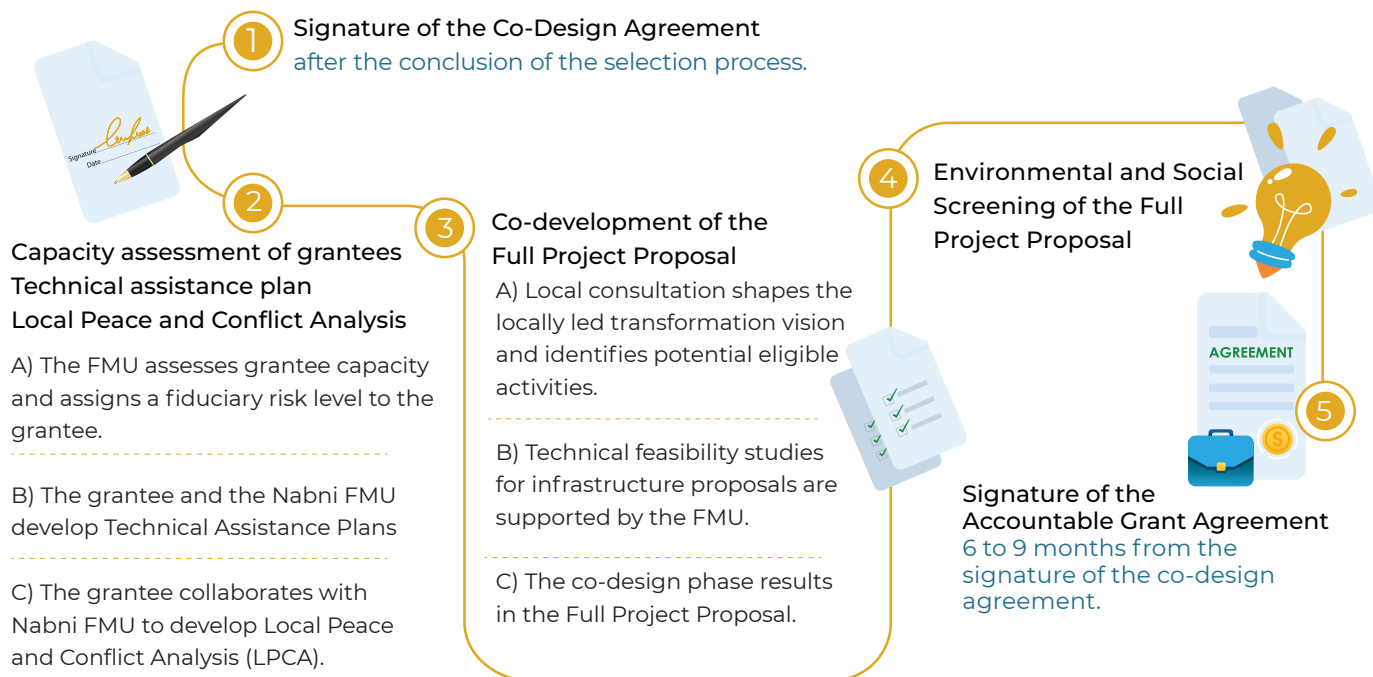 1
Signature of the Co-Design Agreement
after the conclusion of the selection process.
Signature
Date
2
Capacity assessment of grantees
Technical assistance plan
Local Peace and Conflict Analysis
A) The FMU assesses grantee capacity
and assigns a fiduciary risk level to the
grantee.
B) The grantee and the Nabni FMU
develop Technical Assistance Plans
C) The grantee collaborates with
Nabni FMU to develop Local Peace
and Conflict Analysis (LPCA).
3
Co-development of the
Full Project Proposal
A) Local consultation shapes the
locally led transformation vision
and identifies potential eligible
activities.
B) Technical feasibility studies
for infrastructure proposals are
supported by the FMU.
C) The co-design phase results
in the Full Project Proposal.
4
Environmental and Social
Screening of the Full
Project Proposal
AGREEMENT
$
5
Signature of the
Accountable Grant Agreement
6 to 9 months from the
signature of the co-design
agreement.